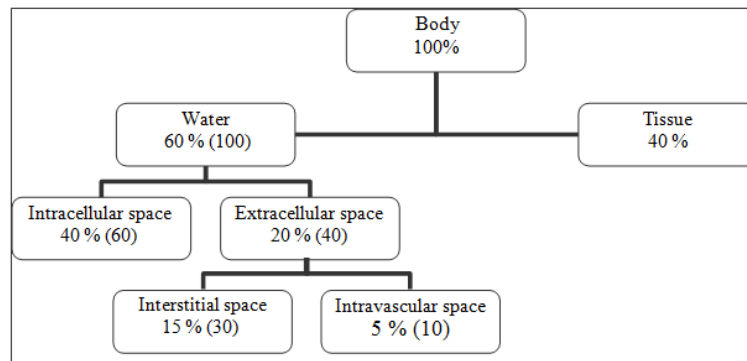 Body
100%
Water
60 % (100)
Tissue
40 %
Intracellular space
40 % (60)
Extracellular space
20 % (40)
Interstitial space
15 % (30)
Intravascular space
5 % (10)